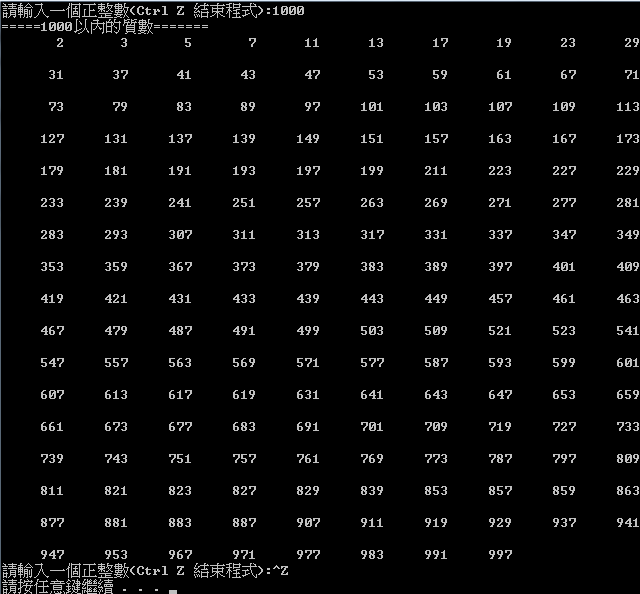 請輸入一個正整數(Ctrl Z 結束程式):1000
=====1000以內的質數=======
2 3 5 7 11 13 17 19 23 29
31 37 41 43 47 53 59 61 67 71
73 79 83 89 97 101 103 107 109 113
127 131 137 139 149 151 157 163 167 173
179 181 191 193 197 199 211 223 227 229
233 239 241 251 257 263 269 271 277 281
283 293 307 311 313 317 331 337 347 349
353 359 367 373 379 383 389 397 401 409
419 421 431 433 439 443 449 457 461 463
467 479 487 491 499 503 509 521 523 541
547 557 563 569 571 577 587 593 599 601
607 613 617 619 631 641 643 647 653 659
661 673 677 683 691 701 709 719 727 733
739 743 751 757 761 769 773 787 797 809
811 821 823 827 829 839 853 857 859 863
877 881 883 887 907 911 919 929 937 941
947 953 967 971 977 983 991 997
請輸入一個正整數(Ctrl Z 結束程式):^Z
請按任意鍵繼續 . . .